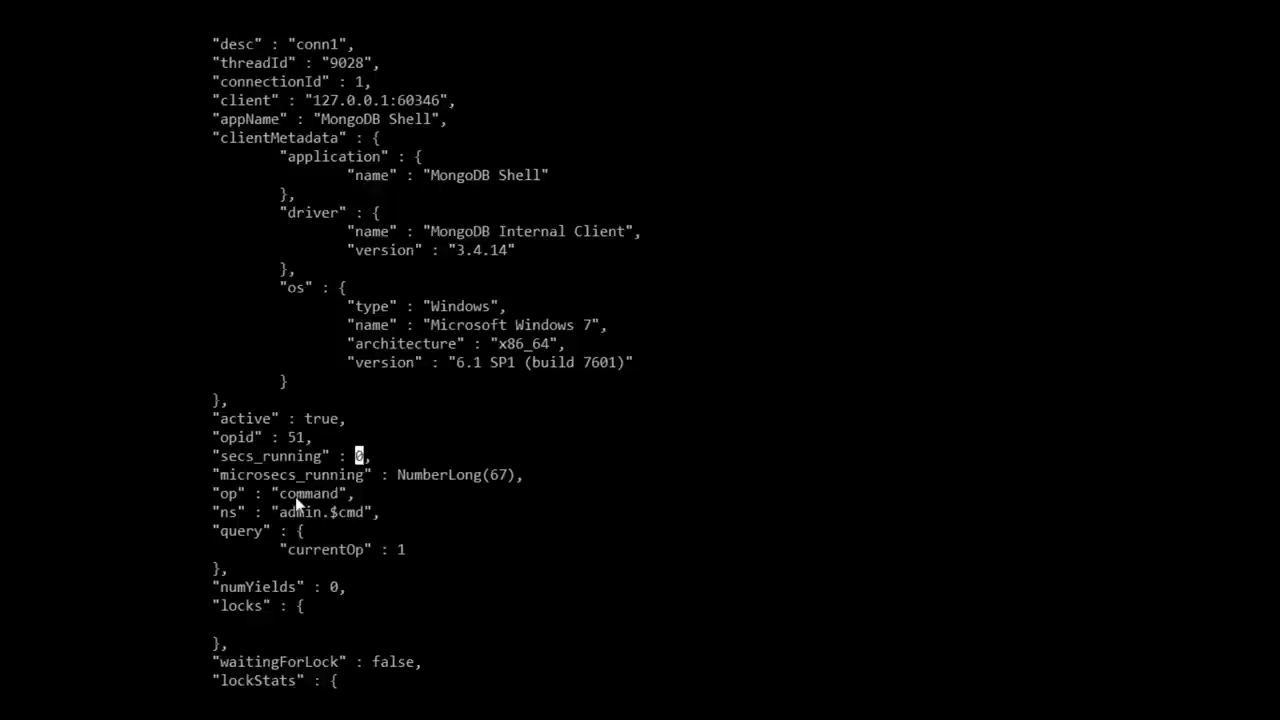 "desc" : "conn1",
"threadId" : "9028",
"connectionId" : 1,
"client" : "127.0.0.1:60346",
"appName" : "MongoDB Shell",
"clientMetadata" : {
"application" : {
"name" : "MongoDB Shell"
},
"driver" : {
"name" : "MongoDB Internal Client",
"version" : "3.4.14"
},
"os" : {
"type" : "Windows",
"name" : "Microsoft Windows 7",
"architecture" : "x86_64",
"version" : "6.1 SP1 (build 7601)"
}
},
"active" : true,
"opid" : 51,
"secs_running" : 0,
"microsecs_running" : NumberLong(67),
"op" : "command",
"ns" : "admin.$cmd",
"query" : {
"currentOp" : 1
},
"numYields" : 0,
"locks" : {
},
"waitingForLock" : false,
"lockStats" : {